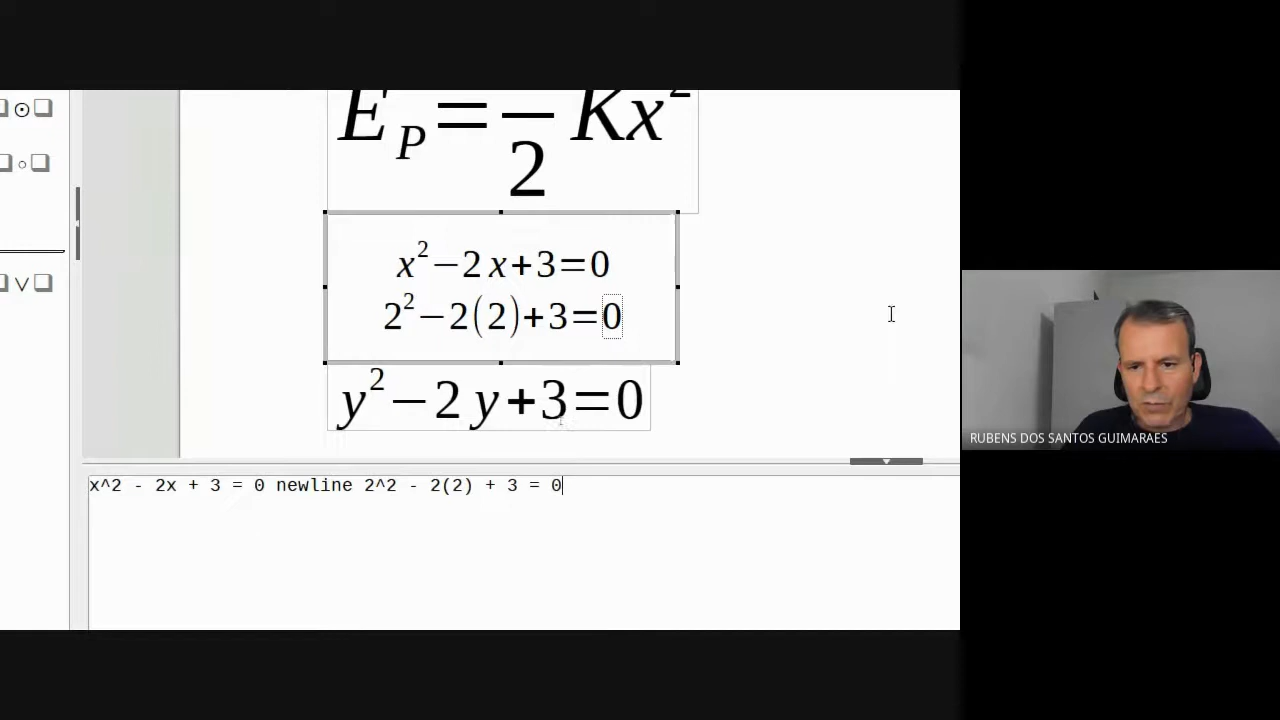 E_P = — Kx²
2
x²−2x+3=0
2²−2(2)+3=0
y²−2y+3=0
x^2 - 2x + 3 = 0 newline 2^2 - 2(2) + 3 = 0
RUBENS DOS SANTOS GUIMARAES